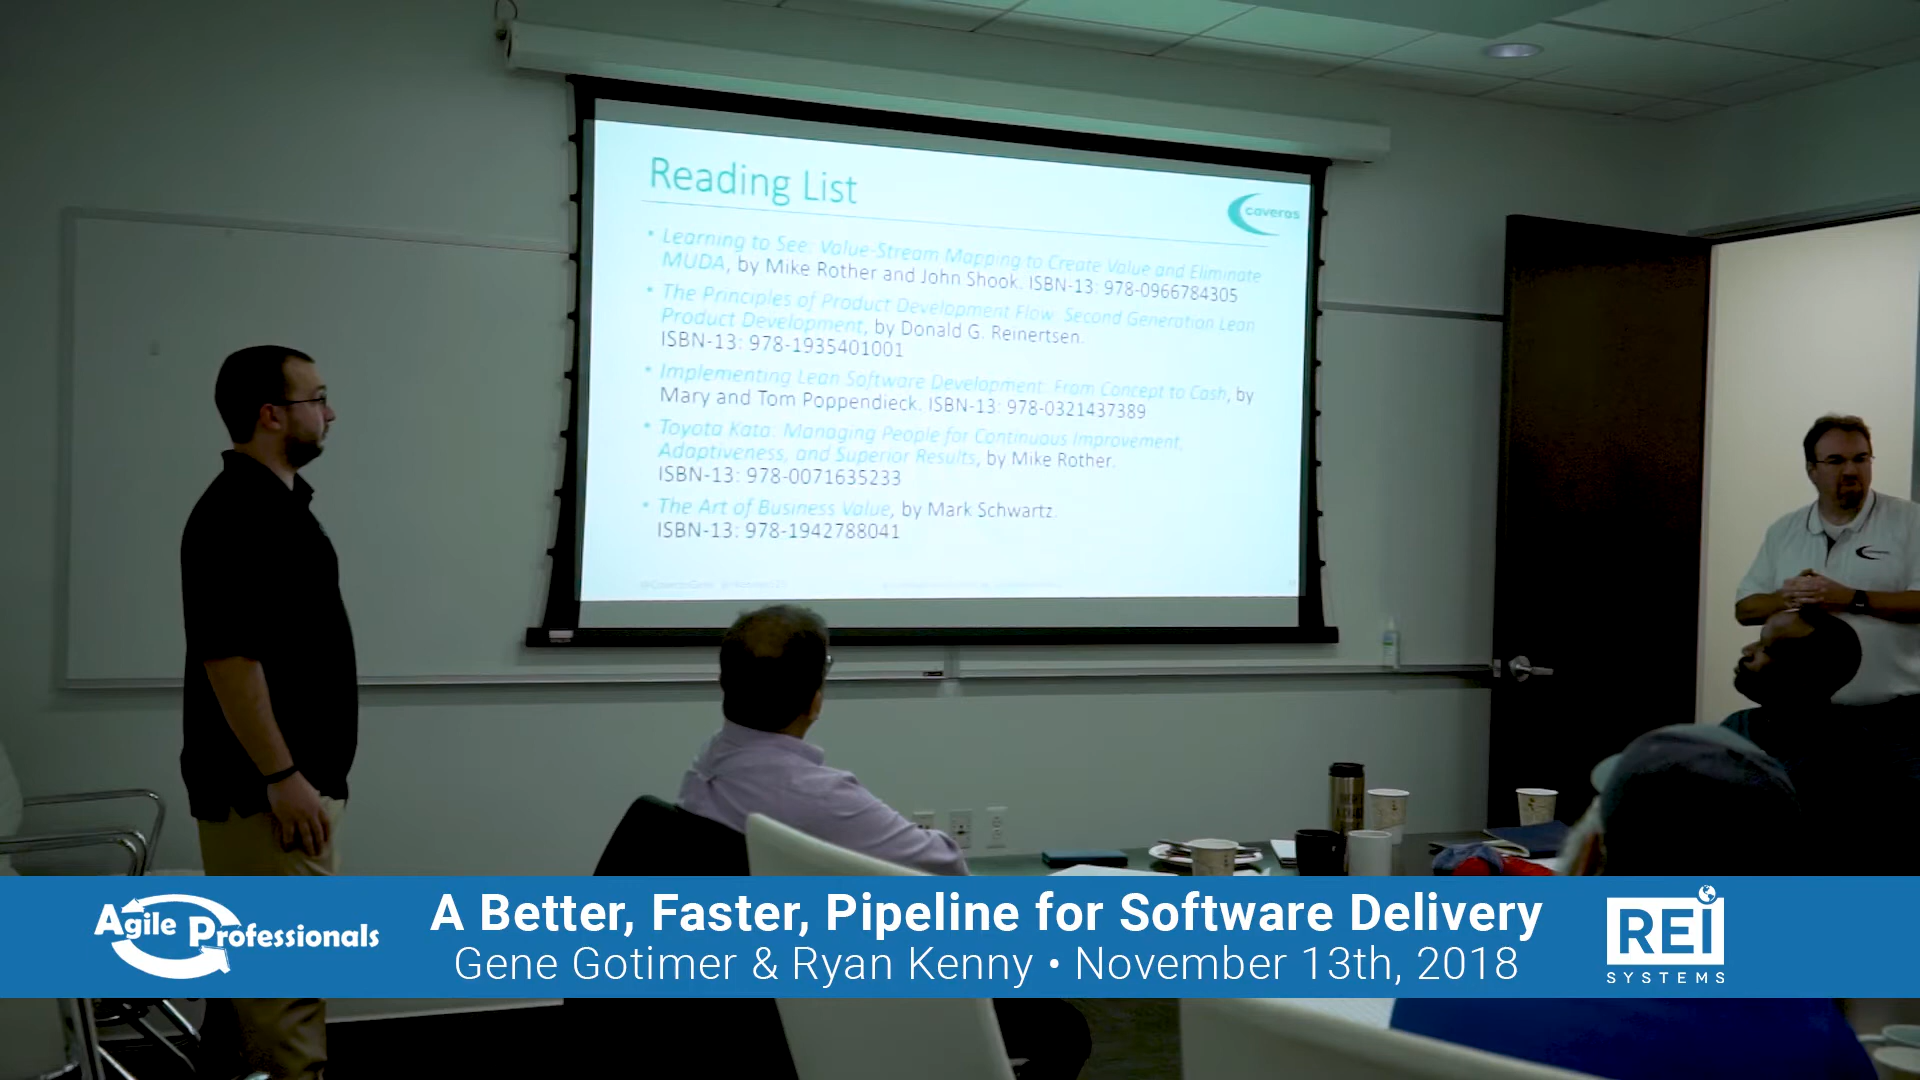 Reading List
coveros
• Learning to See: Value-Stream Mapping to Create Value and Eliminate
MUDA, by Mike Rother and John Shook. ISBN-13: 978-0966784305
• The Principles of Product Development Flow: Second Generation Lean
Product Development, by Donald G. Reinertsen.
ISBN-13: 978-1935401001
• Implementing Lean Software Development: From Concept to Cash, by
Mary and Tom Poppendieck. ISBN-13: 978-0321437389
• Toyota Kata: Managing People for Continuous Improvement,
Adaptiveness, and Superior Results, by Mike Rother.
ISBN-13: 978-0071635233
• The Art of Business Value, by Mark Schwartz.
ISBN-13: 978-1942788041
coveros
Agile Professionals
A Better, Faster, Pipeline for Software Delivery
Gene Gotimer & Ryan Kenny • November 13th, 2018
REI
SYSTEMS